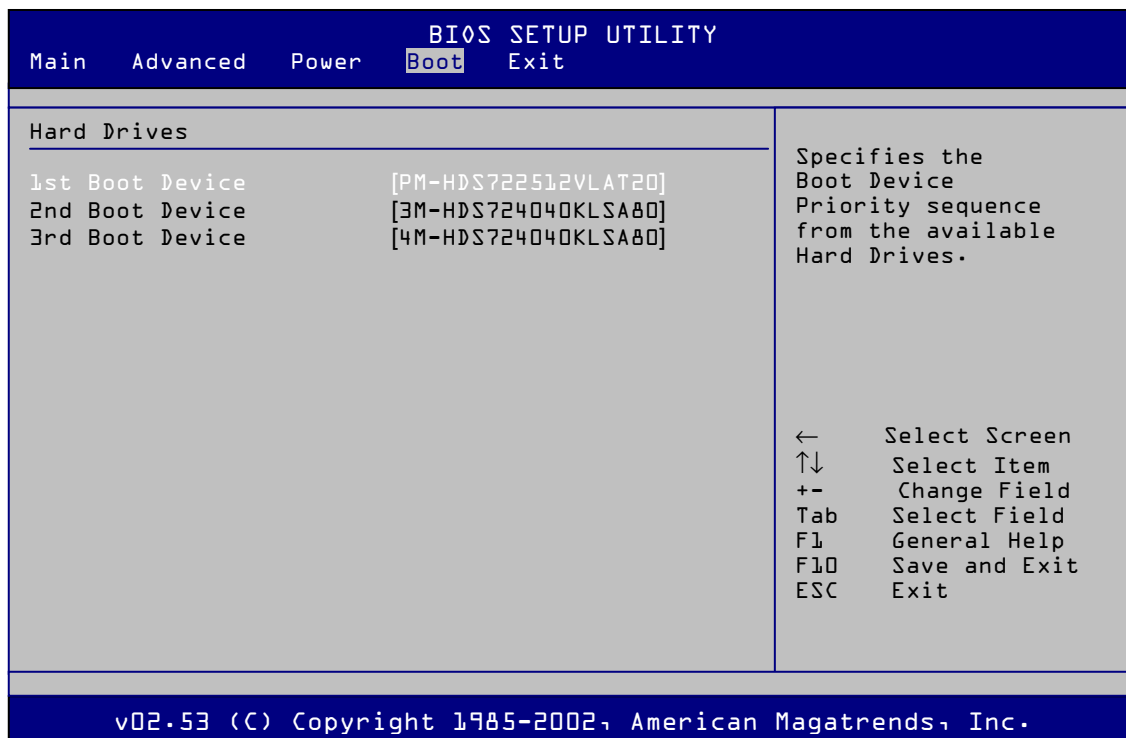 BIOS SETUP UTILITY
Main Advanced Power Boot Exit
Hard Drives
1st Boot Device [PM-HDS722512VLAT20]
2nd Boot Device [3M-HDS724040KLSA80]
3rd Boot Device [4M-HDS724040KLSA80]
Specifies the
Boot Device
Priority sequence
from the available
Hard Drives.
← Select Screen
↑↓ Select Item
+- Change Field
Tab Select Field
F1 General Help
F10 Save and Exit
ESC Exit
v02.53 (C) Copyright 1985-2002, American Magatrends, Inc.